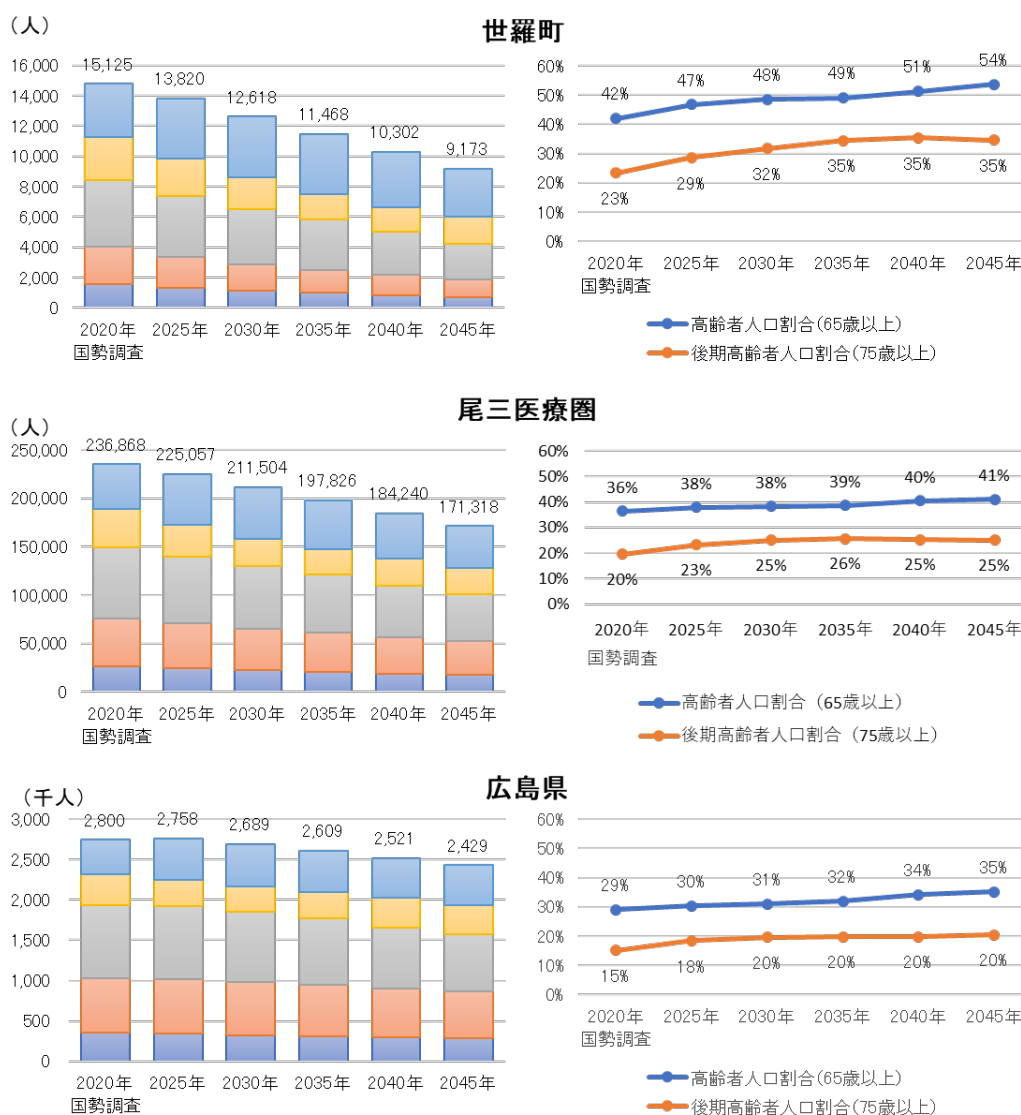 世羅町
（人）
16,000
14,000
12,000
10,000
8,000
6,000
4,000
2,000
0
15,125
13,820
12,618
11,468
10,302
9,173
2020年 2025年 2030年 2035年 2040年 2045年
国勢調査
60%
50%
40%
30%
20%
10%
0%
42% 47% 48% 49% 51% 54%
23% 29% 32% 35% 35% 35%
2020年 2025年 2030年 2035年 2040年 2045年
国勢調査
高齢者人口割合(65歳以上)
後期高齢者人口割合(75歳以上)
尾三医療圏
（人）
250,000
200,000
150,000
100,000
50,000
0
236,868
225,057
211,504
197,826
184,240
171,318
2020年 2025年 2030年 2035年 2040年 2045年
国勢調査
60%
50%
40%
30%
20%
10%
0%
36% 38% 38% 39% 40% 41%
20% 23% 25% 26% 25% 25%
2020年 2025年 2030年 2035年 2040年 2045年
国勢調査
高齢者人口割合（65歳以上）
後期高齢者人口割合（75歳以上）
広島県
（千人）
3,000
2,500
2,000
1,500
1,000
500
0
2,800 2,758 2,689 2,609 2,521 2,429
2020年 2025年 2030年 2035年 2040年 2045年
国勢調査
60%
50%
40%
30%
20%
10%
0%
29% 30% 31% 32% 34% 35%
15% 18% 20% 20% 20% 20%
2020年 2025年 2030年 2035年 2040年 2045年
国勢調査
高齢者人口割合(65歳以上)
後期高齢者人口割合(75歳以上)